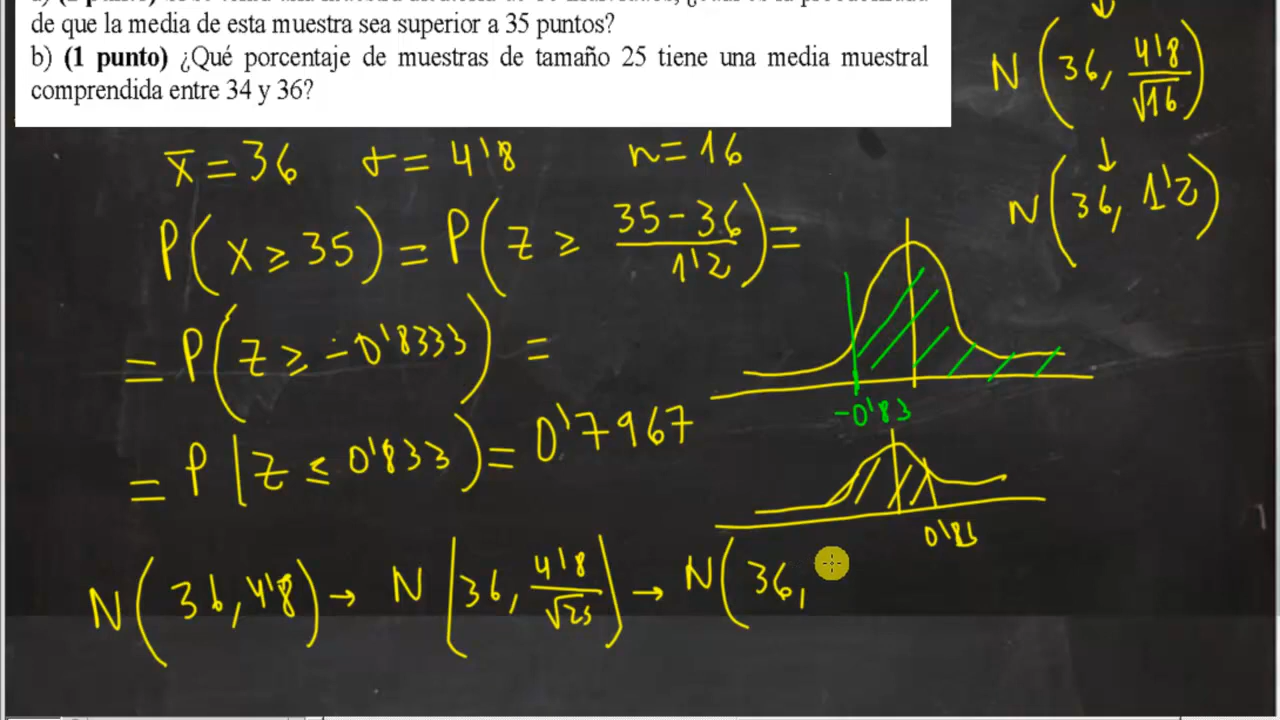 de que la media de esta muestra sea superior a 35 puntos?
b) (1 punto) ¿Qué porcentaje de muestras de tamaño 25 tiene una media muestral
comprendida entre 34 y 36?
N(36, 4'8/√16)
↓
N(36, 1'2)
x̄ = 36 σ = 4'8 n = 16
P(x ≥ 35) = P(z ≥ (35 - 36)/1'2) =
= P(z ≥ -0'8333) =
-0'83
= P(z ≤ 0'833) = 0'7967
0'83
N(36, 4'8) → N(36, 4'8/√25) → N(36,